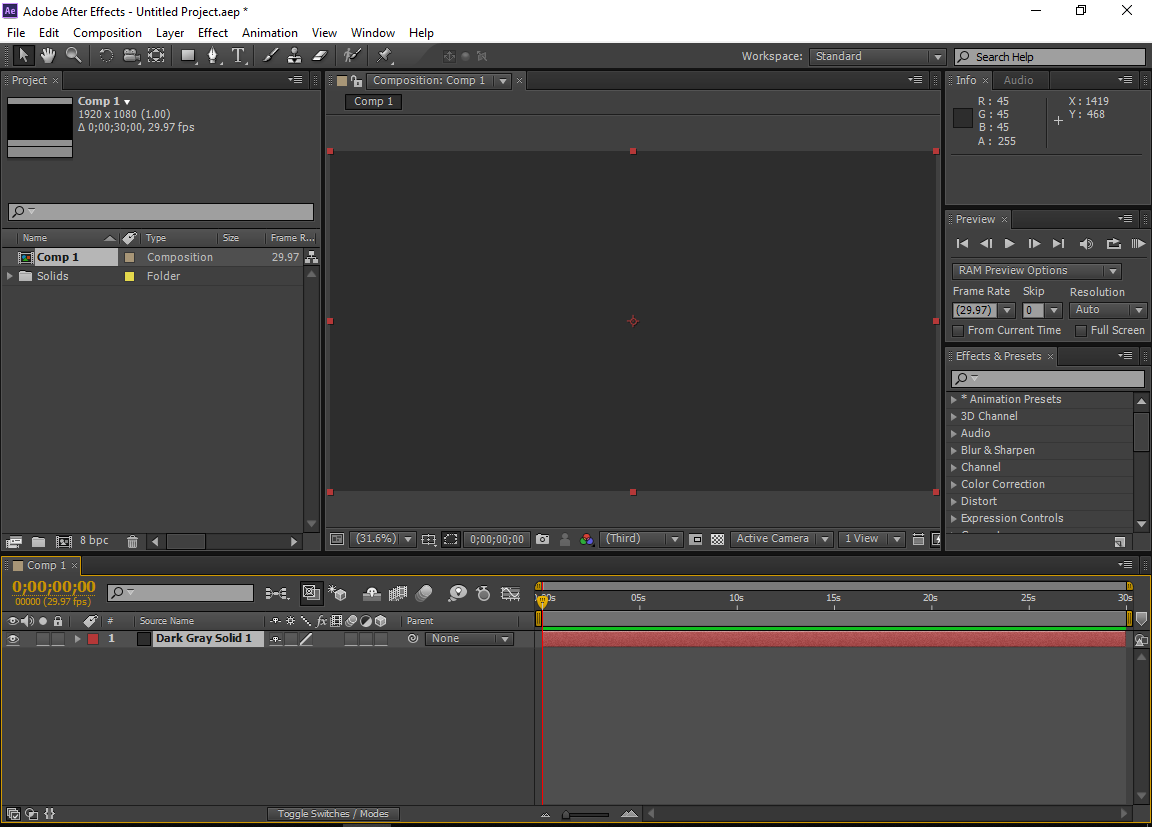 Ae Adobe After Effects - Untitled Project.aep *
File Edit Composition Layer Effect Animation View Window Help
T Workspace: Standard Search Help
Project ×
Comp 1
1920 x 1080 (1.00)
Δ 0;00;30;00, 29.97 fps
Name Type Size Frame R...
Comp 1 Composition 29.97
Solids Folder
8 bpc
Composition: Comp 1 ×
Comp 1
(31.6%) 0;00;00;00 (Third) Active Camera 1 View
Info × Audio
R : 45 X : 1419
G : 45 Y : 468
B : 45
A : 255
Preview ×
RAM Preview Options
Frame Rate Skip Resolution
(29.97) 0 Auto
From Current Time Full Screen
Effects & Presets ×
* Animation Presets
3D Channel
Audio
Blur & Sharpen
Channel
Color Correction
Distort
Expression Controls
Comp 1 ×
0;00;00;00
00000 (29.97 fps)
00s 05s 10s 15s 20s 25s 30s
# Source Name fx Parent
1 Dark Gray Solid 1 None
Toggle Switches / Modes